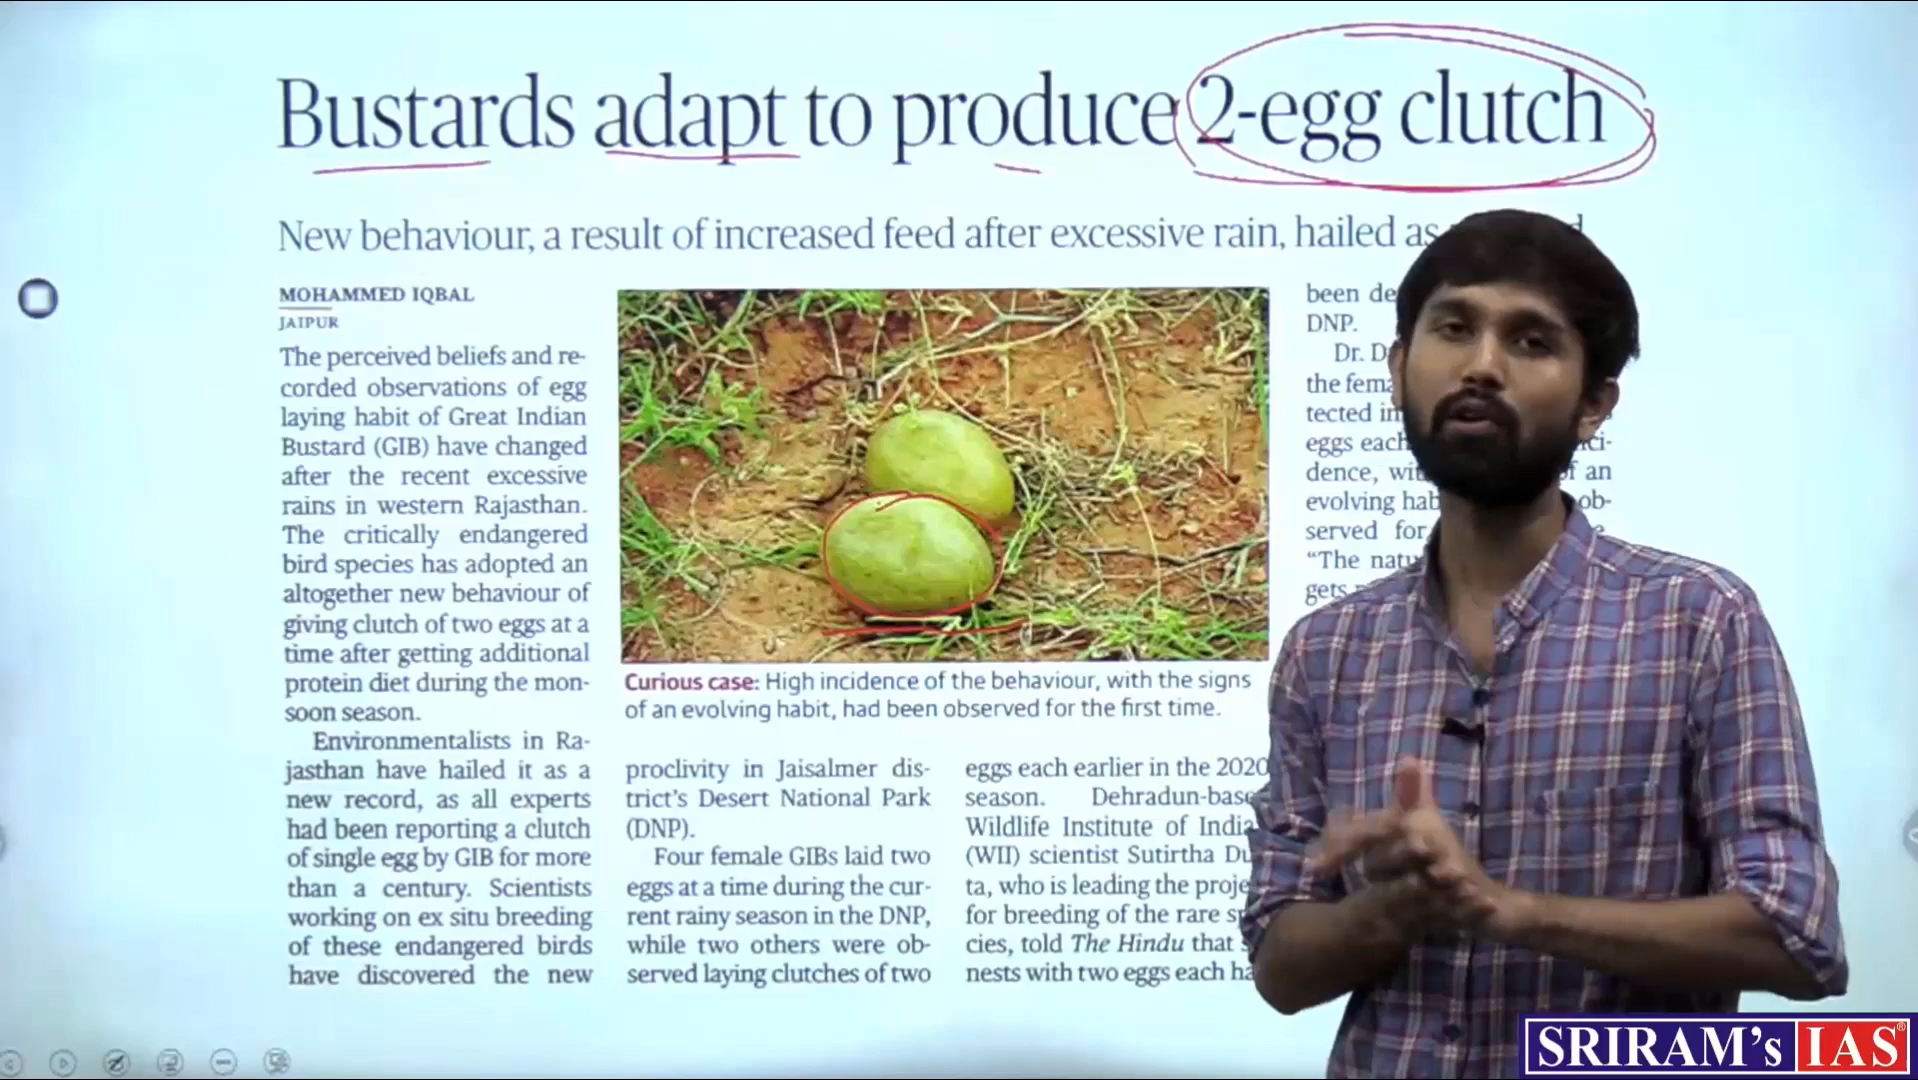 Bustards adapt to produce 2-egg clutch
New behaviour, a result of increased feed after excessive rain, hailed as
MOHAMMED IQBAL
JAIPUR
The perceived beliefs and re-
corded observations of egg
laying habit of Great Indian
Bustard (GIB) have changed
after the recent excessive
rains in western Rajasthan.
The critically endangered
bird species has adopted an
altogether new behaviour of
giving clutch of two eggs at a
time after getting additional
protein diet during the mon-
soon season.
Environmentalists in Ra-
jasthan have hailed it as a
new record, as all experts
had been reporting a clutch
of single egg by GIB for more
than a century. Scientists
working on ex situ breeding
of these endangered birds
have discovered the new
Curious case: High incidence of the behaviour, with the signs
of an evolving habit, had been observed for the first time.
proclivity in Jaisalmer dis-
trict's Desert National Park
(DNP).
Four female GIBs laid two
eggs at a time during the cur-
rent rainy season in the DNP,
while two others were ob-
served laying clutches of two
eggs each earlier in the 2020
season. Dehradun-base
Wildlife Institute of India
(WII) scientist Sutirtha Du
ta, who is leading the proje
for breeding of the rare sp
cies, told The Hindu that
nests with two eggs each ha
been de
DNP.
Dr. D
the fema
tected in
eggs each ci-
dence, wit of an
evolving hab ob-
served for
"The natu
gets
SRIRAM's IAS®